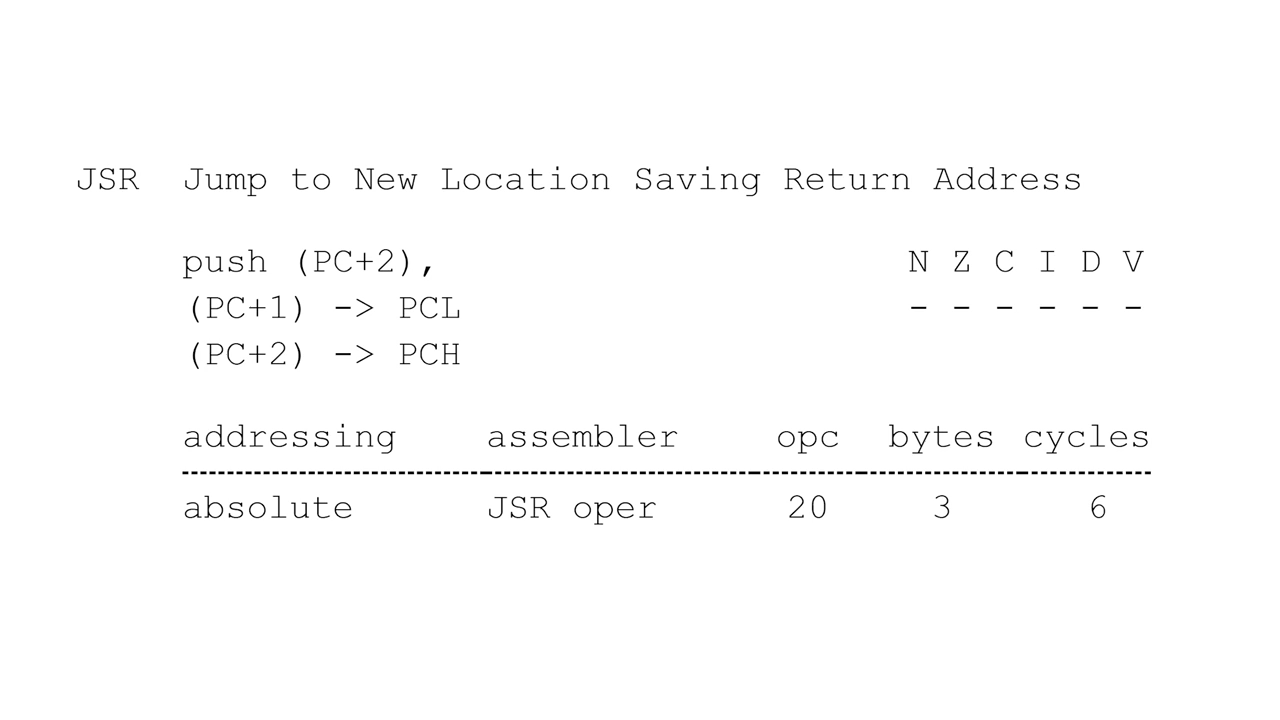 JSR  Jump to New Location Saving Return Address
push (PC+2),                    N Z C I D V
(PC+1) -> PCL                   - - - - - -
(PC+2) -> PCH
addressing    assembler    opc  bytes  cycles
absolute      JSR oper     20   3      6